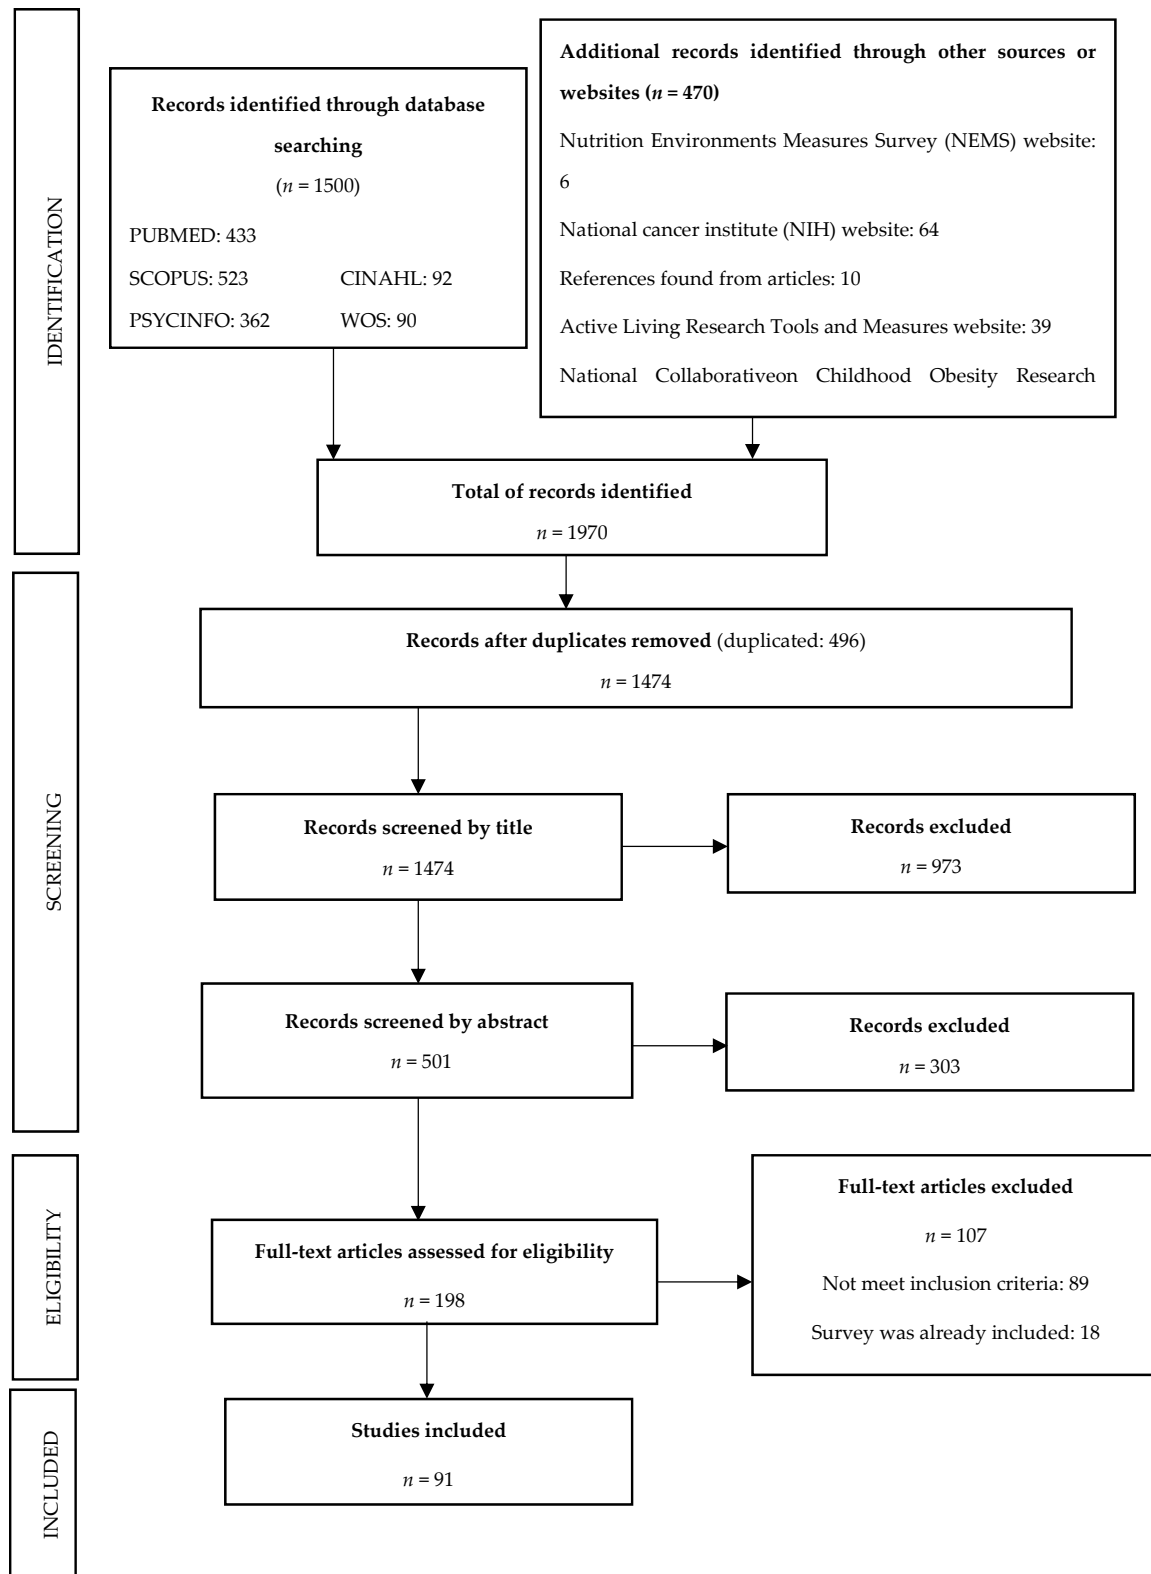 IDENTIFICATION
Records identified through database
searching
(n = 1500)
PUBMED: 433
SCOPUS: 523 CINAHL: 92
PSYCINFO: 362 WOS: 90
Additional records identified through other sources or
websites (n = 470)
Nutrition Environments Measures Survey (NEMS) website:
6
National cancer institute (NIH) website: 64
References found from articles: 10
Active Living Research Tools and Measures website: 39
National Collaborativeon Childhood Obesity Research
Total of records identified
n = 1970
SCREENING
Records after duplicates removed (duplicated: 496)
n = 1474
Records screened by title
n = 1474
Records excluded
n = 973
Records screened by abstract
n = 501
Records excluded
n = 303
ELIGIBILITY
Full-text articles assessed for eligibility
n = 198
Full-text articles excluded
n = 107
Not meet inclusion criteria: 89
Survey was already included: 18
INCLUDED
Studies included
n = 91